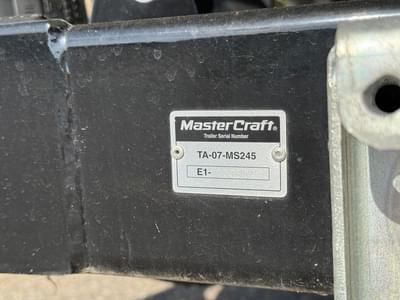 MasterCraft®
Trailer Serial Number
TA-07-MS245
E1-